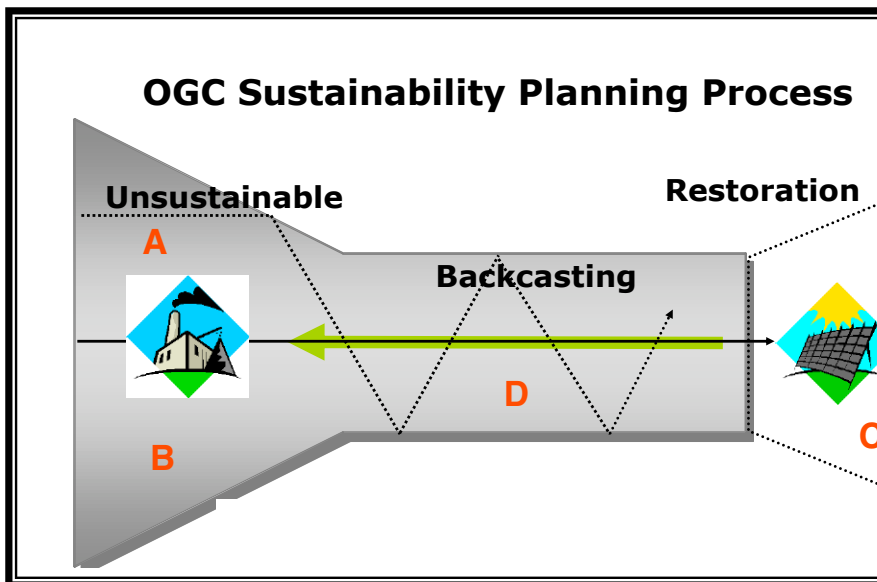 OGC Sustainability Planning Process
Unsustainable
Restoration
A
Backcasting
D
B
C